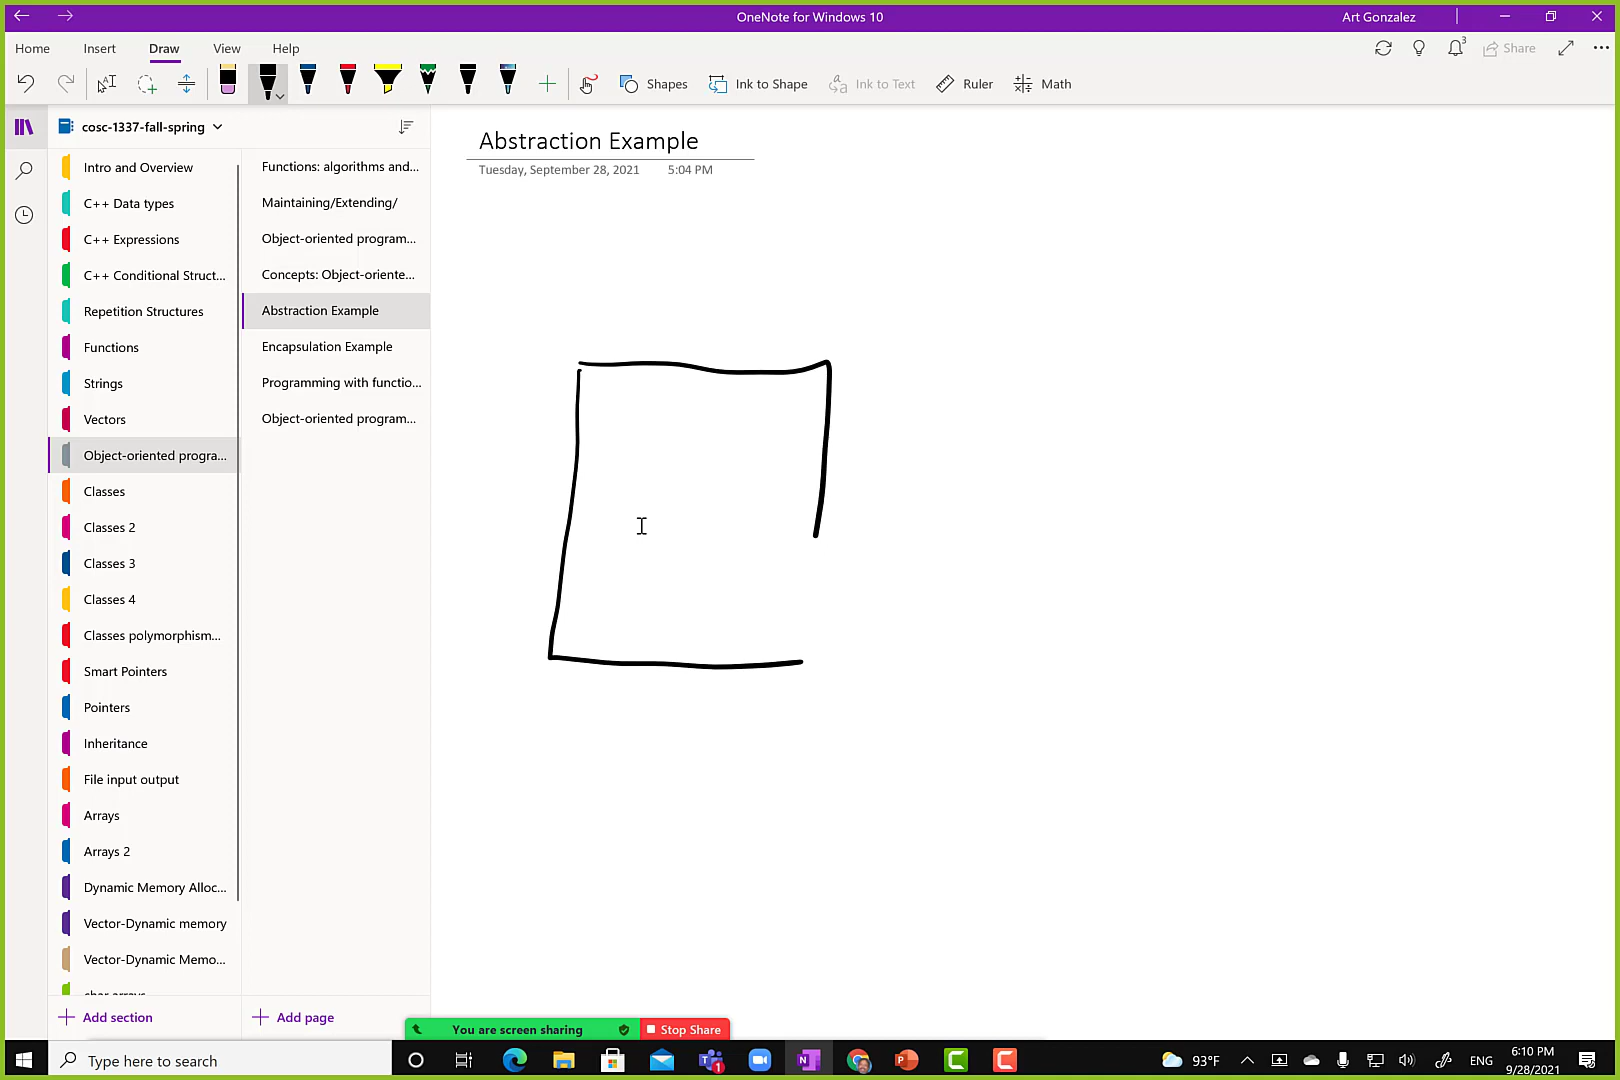 OneNote for Windows 10
Art Gonzalez
Home Insert Draw View Help
3
Share
Shapes Ink to Shape Ink to Text Ruler Math
cosc-1337-fall-spring
Intro and Overview
C++ Data types
C++ Expressions
C++ Conditional Struct...
Repetition Structures
Functions
Strings
Vectors
Object-oriented progra...
Classes
Classes 2
Classes 3
Classes 4
Classes polymorphism...
Smart Pointers
Pointers
Inheritance
File input output
Arrays
Arrays 2
Dynamic Memory Alloc...
Vector-Dynamic memory
Vector-Dynamic Memo...
char arrays
Add section
Functions: algorithms and...
Maintaining/Extending/
Object-oriented program...
Concepts: Object-oriente...
Abstraction Example
Encapsulation Example
Programming with functio...
Object-oriented program...
Add page
Abstraction Example
Tuesday, September 28, 2021 5:04 PM
You are screen sharing Stop Share
Type here to search
1
93°F
ENG
6:10 PM
9/28/2021